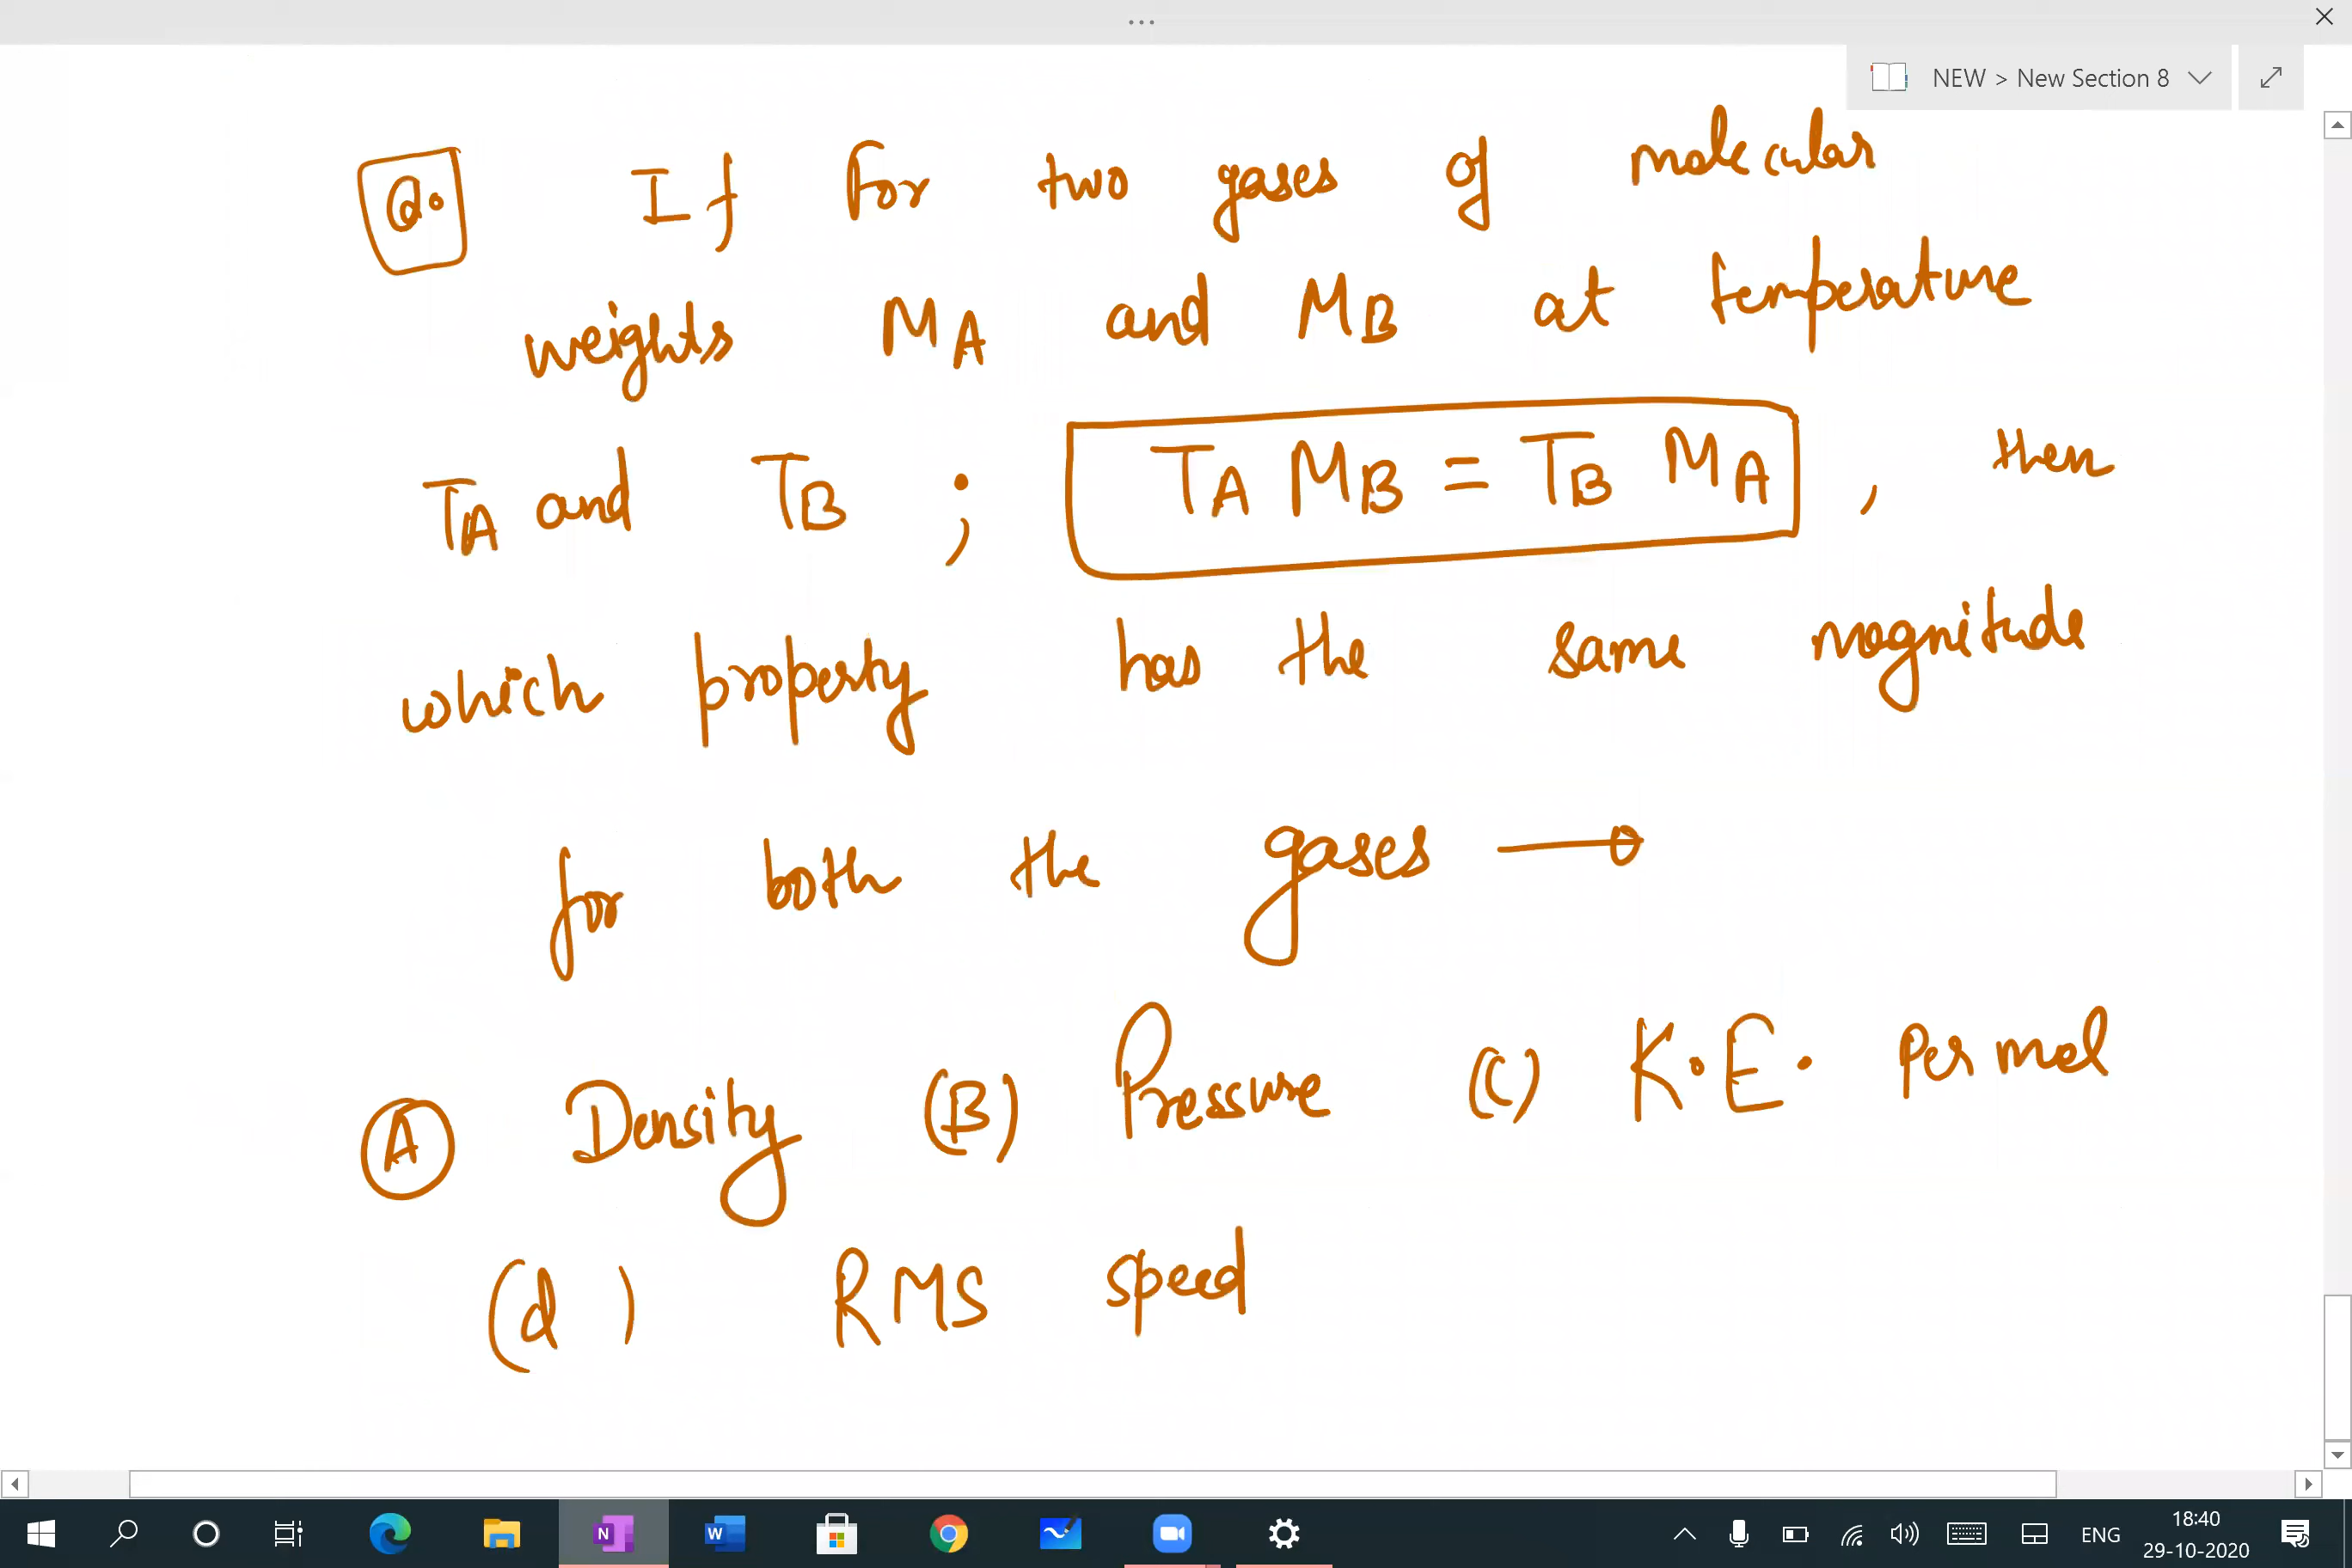 NEW > New Section 8
Q. If for two gases of molecular
weights MA and MB at temperature
TA and TB ; TA MB = TB MA , then
which property has the same magnitude
for both the gases →
(A) Density (B) Pressure (C) K.E. per mol
(d) RMS speed
ENG
18:40
29-10-2020